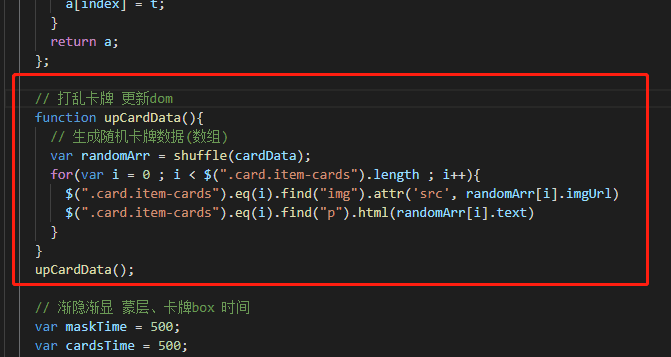 a[index] = t;
}
return a;
};
// 打乱卡牌 更新dom
function upCardData(){
// 生成随机卡牌数据(数组)
var randomArr = shuffle(cardData);
for(var i = 0 ; i < $(".card.item-cards").length ; i++){
$(".card.item-cards").eq(i).find("img").attr('src', randomArr[i].imgUrl)
$(".card.item-cards").eq(i).find("p").html(randomArr[i].text)
}
}
upCardData();
// 渐隐渐显 蒙层、卡牌box 时间
var maskTime = 500;
var cardsTime = 500;